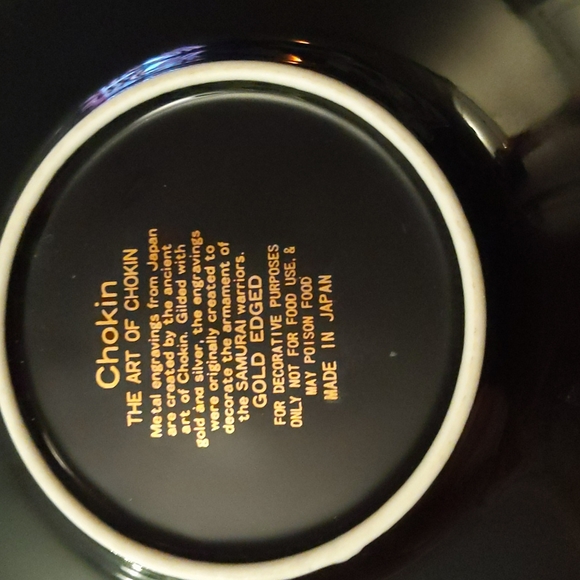 Chokin
THE ART OF CHOKIN
Metal engravings from Japan
are created by the ancient
art of Chokin. Gilded with
gold and silver, the engravings
were originally created to
decorate the armament of
the SAMURAI warriors.
GOLD EDGED
FOR DECORATIVE PURPOSES
ONLY NOT FOR FOOD USE. &
MAY POISON FOOD
MADE IN JAPAN